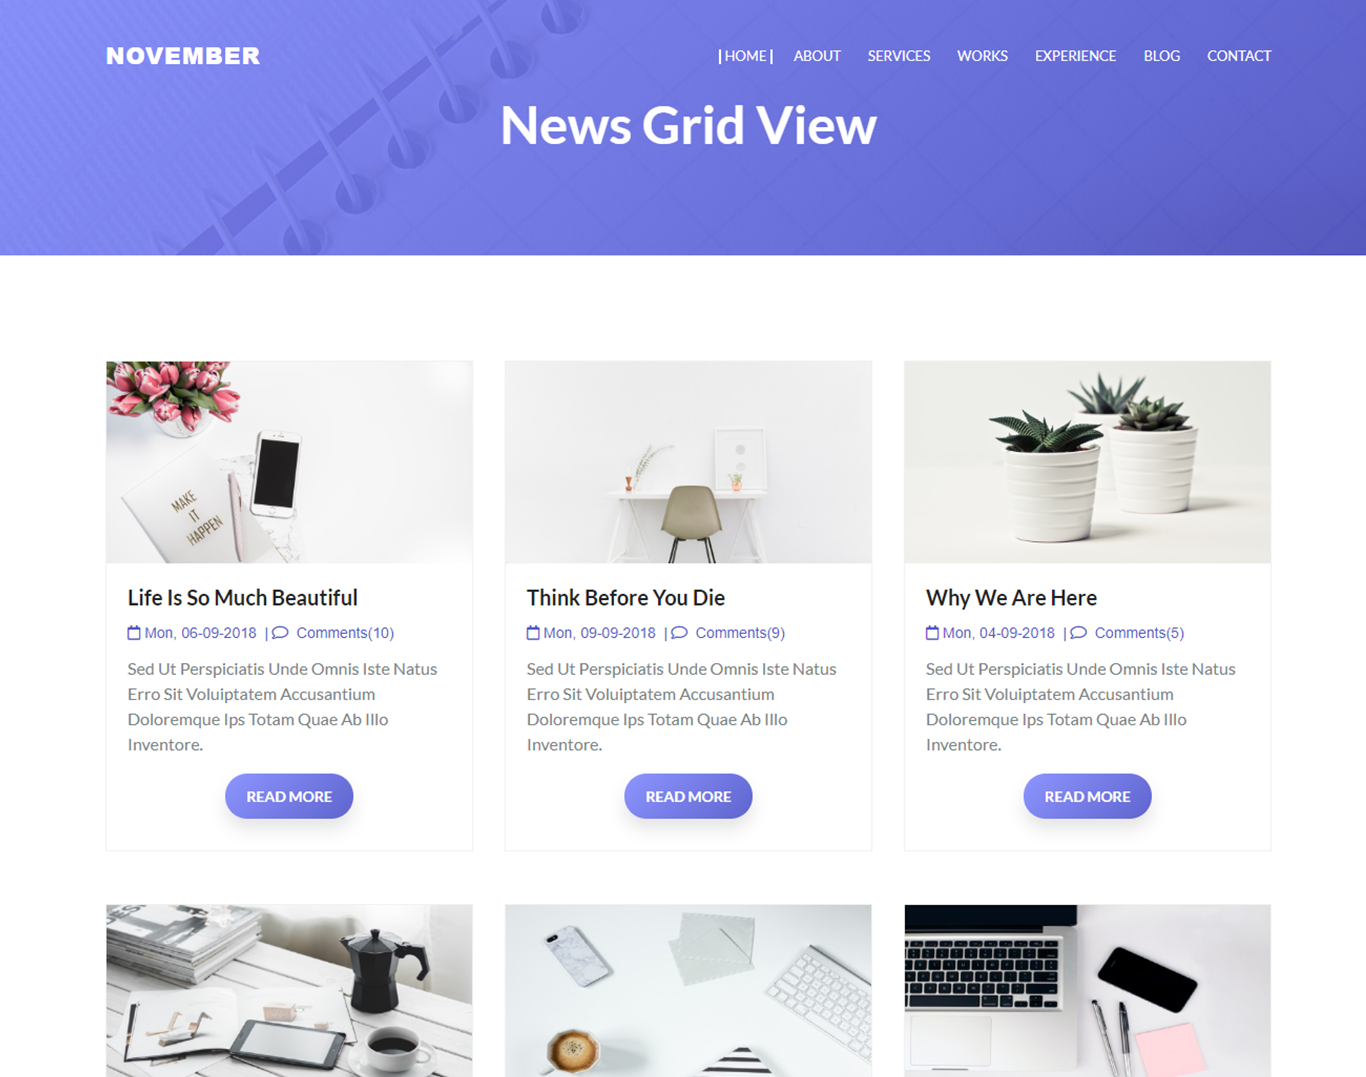 NOVEMBER
| HOME | ABOUT SERVICES WORKS EXPERIENCE BLOG CONTACT
News Grid View
MAKE
IT
HAPPEN
Life Is So Much Beautiful
Mon, 06-09-2018 | Comments(10)
Sed Ut Perspiciatis Unde Omnis Iste Natus
Erro Sit Voluiptatem Accusantium
Doloremque Ips Totam Quae Ab Illo
Inventore.
READ MORE
Think Before You Die
Mon, 09-09-2018 | Comments(9)
Sed Ut Perspiciatis Unde Omnis Iste Natus
Erro Sit Voluiptatem Accusantium
Doloremque Ips Totam Quae Ab Illo
Inventore.
READ MORE
Why We Are Here
Mon, 04-09-2018 | Comments(5)
Sed Ut Perspiciatis Unde Omnis Iste Natus
Erro Sit Voluiptatem Accusantium
Doloremque Ips Totam Quae Ab Illo
Inventore.
READ MORE